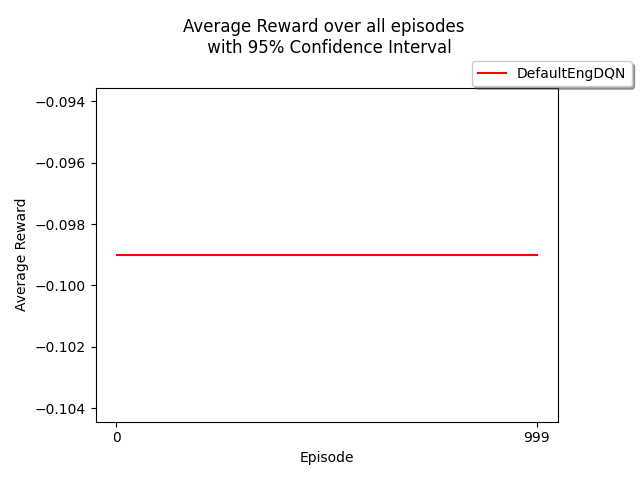 Average Reward over all episodes
with 95% Confidence Interval
DefaultEngDQN
−0.094
−0.096
−0.098
−0.100
−0.102
−0.104
Average Reward
0
999
Episode